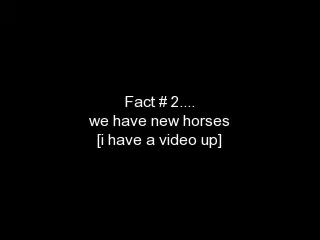 Fact # 2....
we have new horses
[i have a video up]